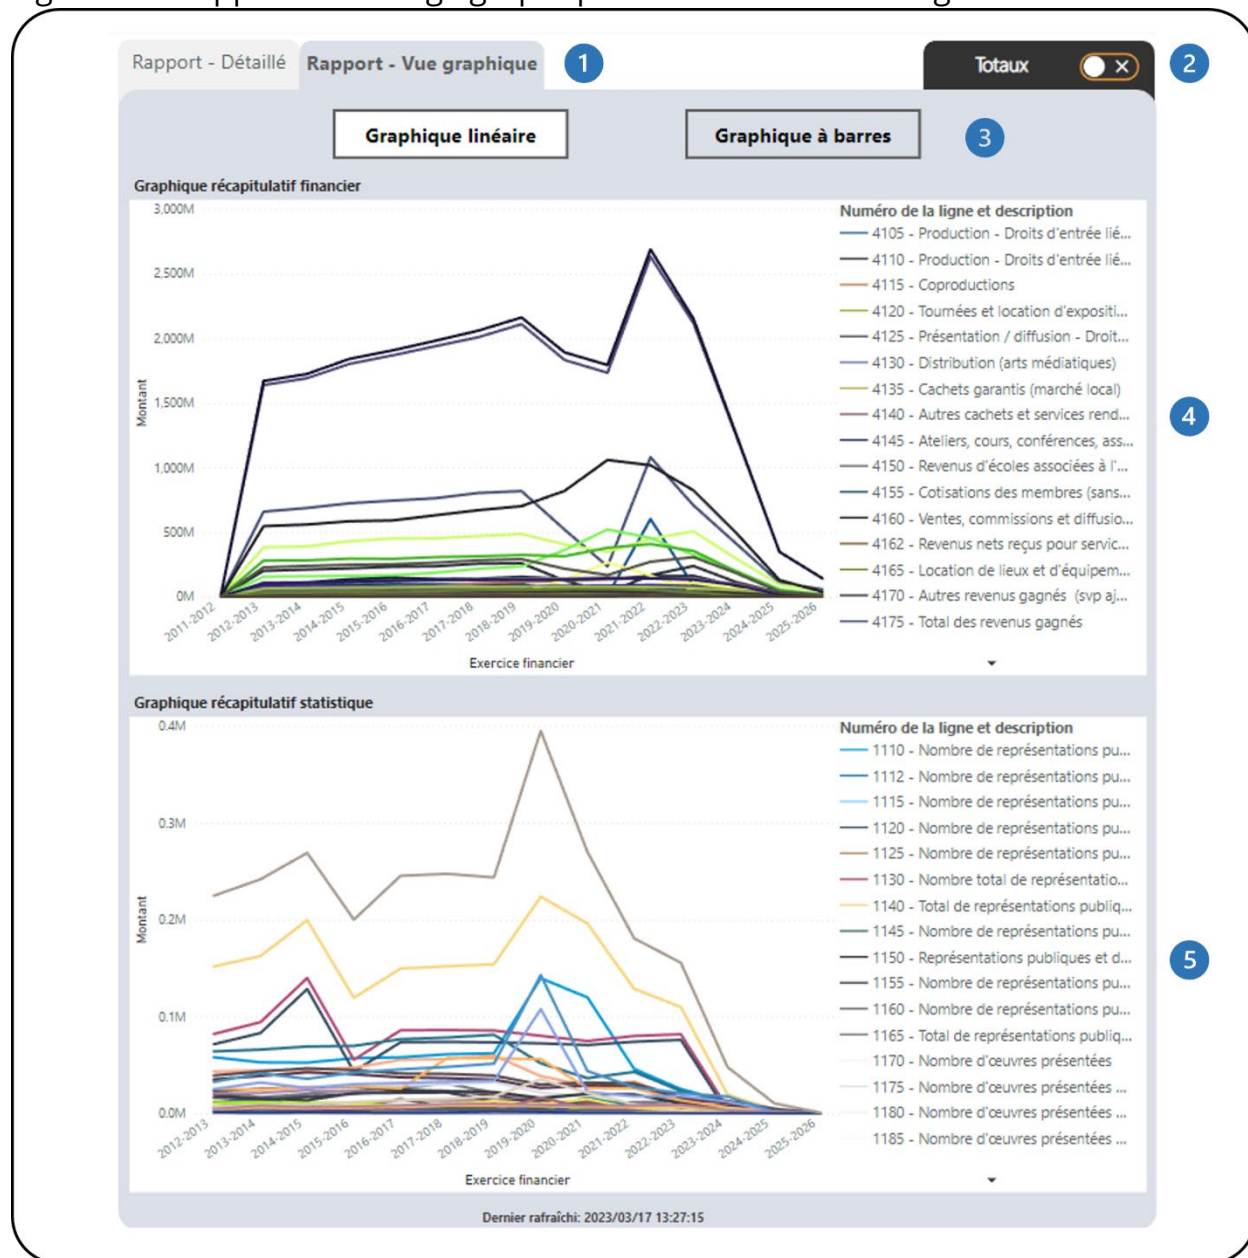 Rapport - Détaillé
Rapport - Vue graphique
1
Totaux
2
Graphique linéaire
Graphique à barres
3
Graphique récapitulatif financier
3,000M
2,500M
2,000M
1,500M
1,000M
500M
0M
Montant
2011-2012
2012-2013
2013-2014
2014-2015
2015-2016
2016-2017
2017-2018
2018-2019
2019-2020
2020-2021
2021-2022
2022-2023
2023-2024
2024-2025
2025-2026
Exercice financier
Numéro de la ligne et description
4105 - Production - Droits d'entrée lié...
4110 - Production - Droits d'entrée lié...
4115 - Coproductions
4120 - Tournées et location d'expositi...
4125 - Présentation / diffusion - Droit...
4130 - Distribution (arts médiatiques)
4135 - Cachets garantis (marché local)
4140 - Autres cachets et services rend...
4145 - Ateliers, cours, conférences, ass...
4150 - Revenus d'écoles associées à l'...
4155 - Cotisations des membres (sans...
4160 - Ventes, commissions et diffusio...
4162 - Revenus nets reçus pour servic...
4165 - Location de lieux et d'équipem...
4170 - Autres revenus gagnés (svp aj...
4175 - Total des revenus gagnés
4
Graphique récapitulatif statistique
0.4M
0.3M
0.2M
0.1M
0.0M
Montant
2012-2013
2013-2014
2014-2015
2015-2016
2016-2017
2017-2018
2018-2019
2019-2020
2020-2021
2021-2022
2022-2023
2023-2024
2024-2025
2025-2026
Exercice financier
Numéro de la ligne et description
1110 - Nombre de représentations pu...
1112 - Nombre de représentations pu...
1115 - Nombre de représentations pu...
1120 - Nombre de représentations pu...
1125 - Nombre de représentations pu...
1130 - Nombre total de représentatio...
1140 - Total de représentations publiq...
1145 - Nombre de représentations pu...
1150 - Représentations publiques et d...
1155 - Nombre de représentations pu...
1160 - Nombre de représentations pu...
1165 - Total de représentations publiq...
1170 - Nombre d'œuvres présentées
1175 - Nombre d'œuvres présentées ...
1180 - Nombre d'œuvres présentées ...
1185 - Nombre d'œuvres présentées ...
5
Dernier rafraîchi: 2023/03/17 13:27:15